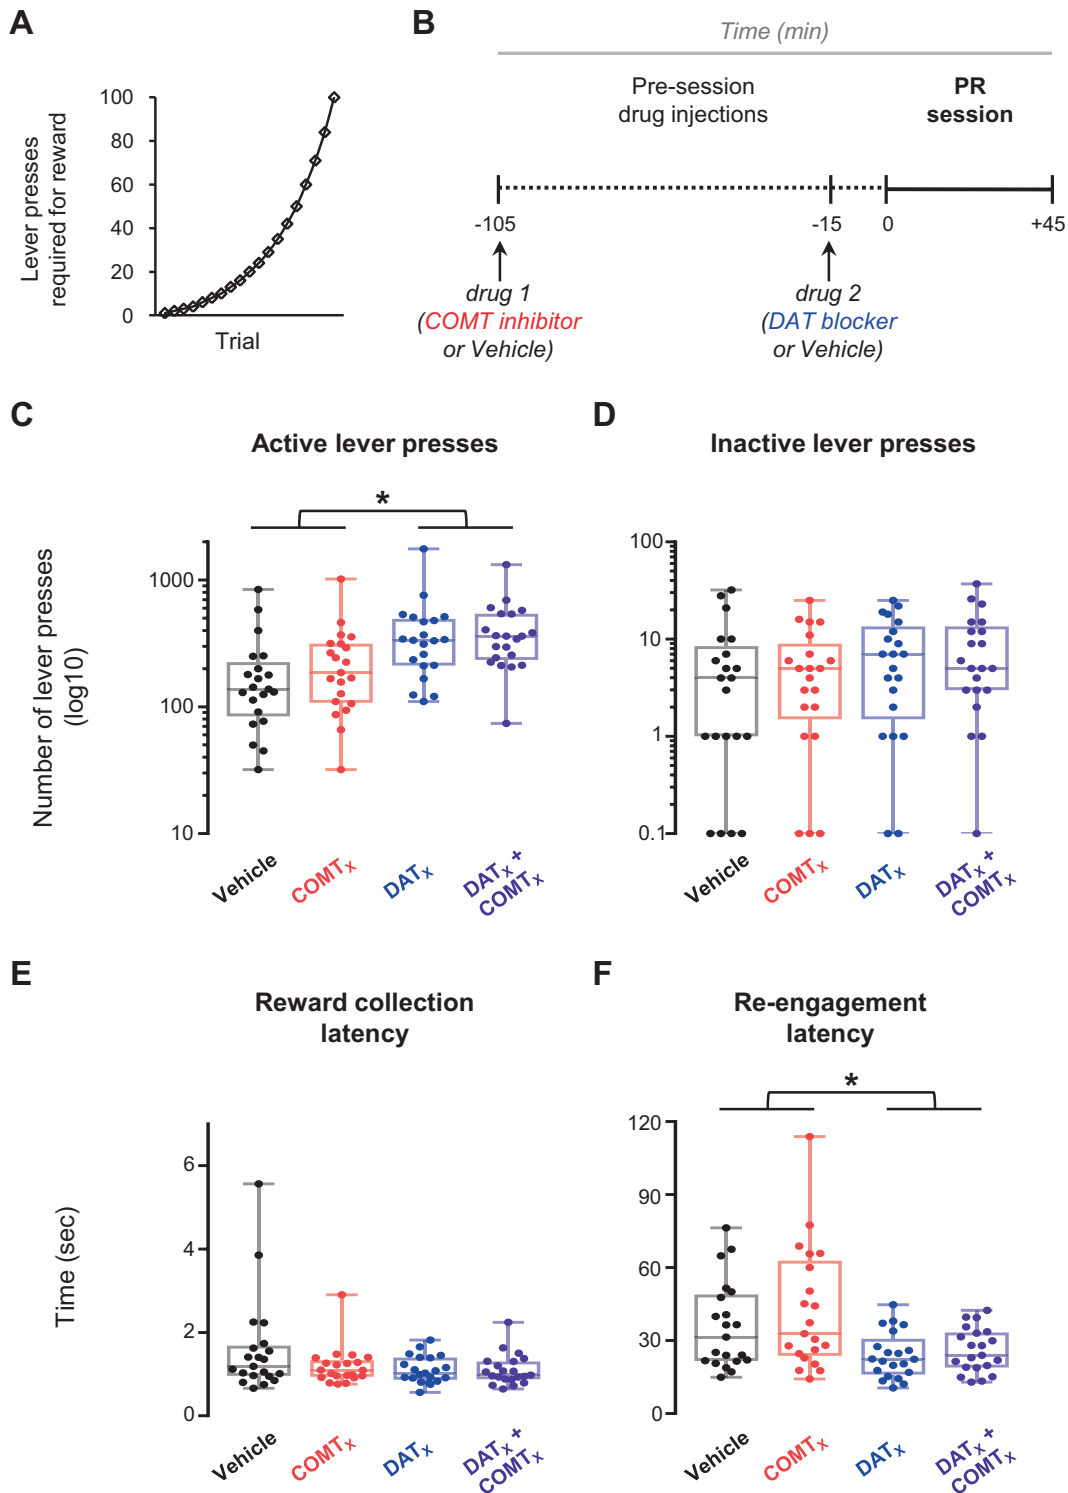 A
Lever presses
required for reward
100
80
60
40
20
0
Trial
B
Time (min)
Pre-session
drug injections
PR
session
-105
-15
0
+45
drug 1
(COMT inhibitor
or Vehicle)
drug 2
(DAT blocker
or Vehicle)
C
Active lever presses
*
Number of lever presses
(log10)
1000
100
10
Vehicle
COMTx
DATx
DATx +
COMTx
D
Inactive lever presses
100
10
1
0.1
Vehicle
COMTx
DATx
DATx +
COMTx
E
Reward collection
latency
Time (sec)
6
4
2
0
Vehicle
COMTx
DATx
DATx +
COMTx
F
Re-engagement
latency
*
120
90
60
30
0
Vehicle
COMTx
DATx
DATx +
COMTx